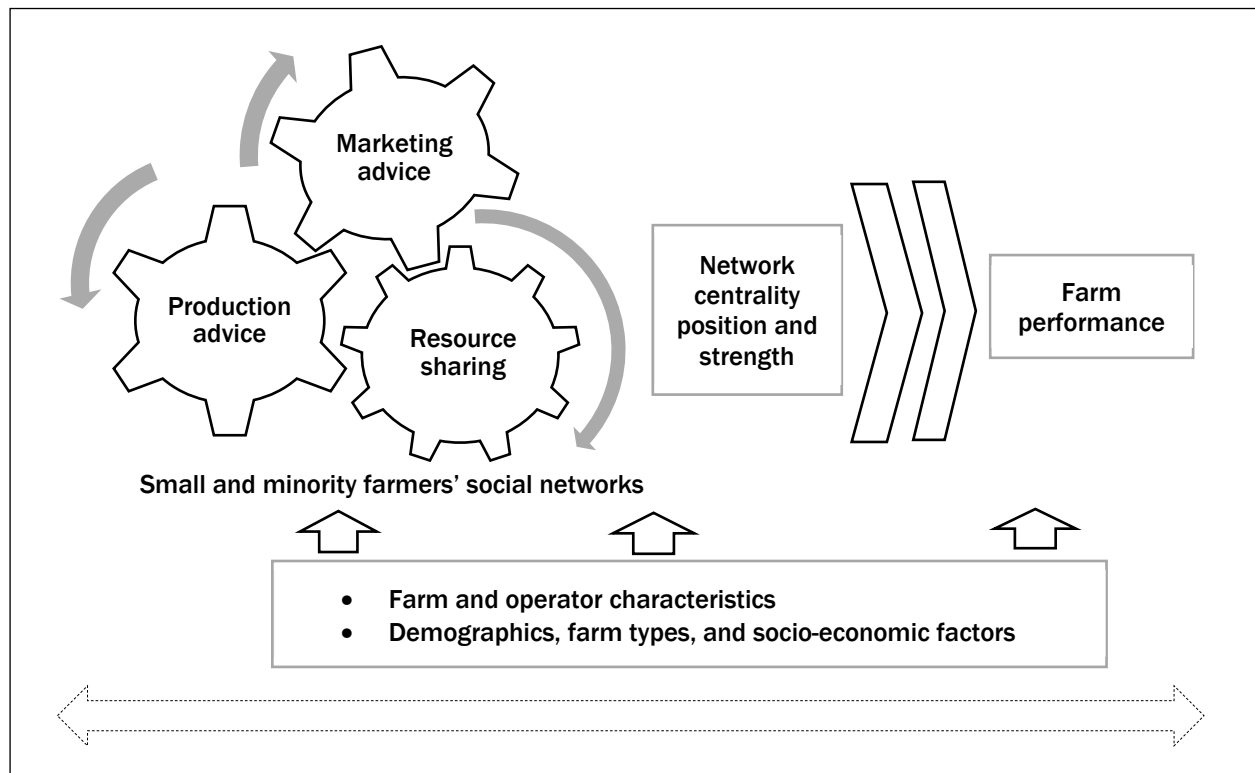 Marketing
advice
Production
advice
Resource
sharing
Small and minority farmers’ social networks
Network
centrality
position and
strength
Farm
performance
• Farm and operator characteristics
• Demographics, farm types, and socio-economic factors